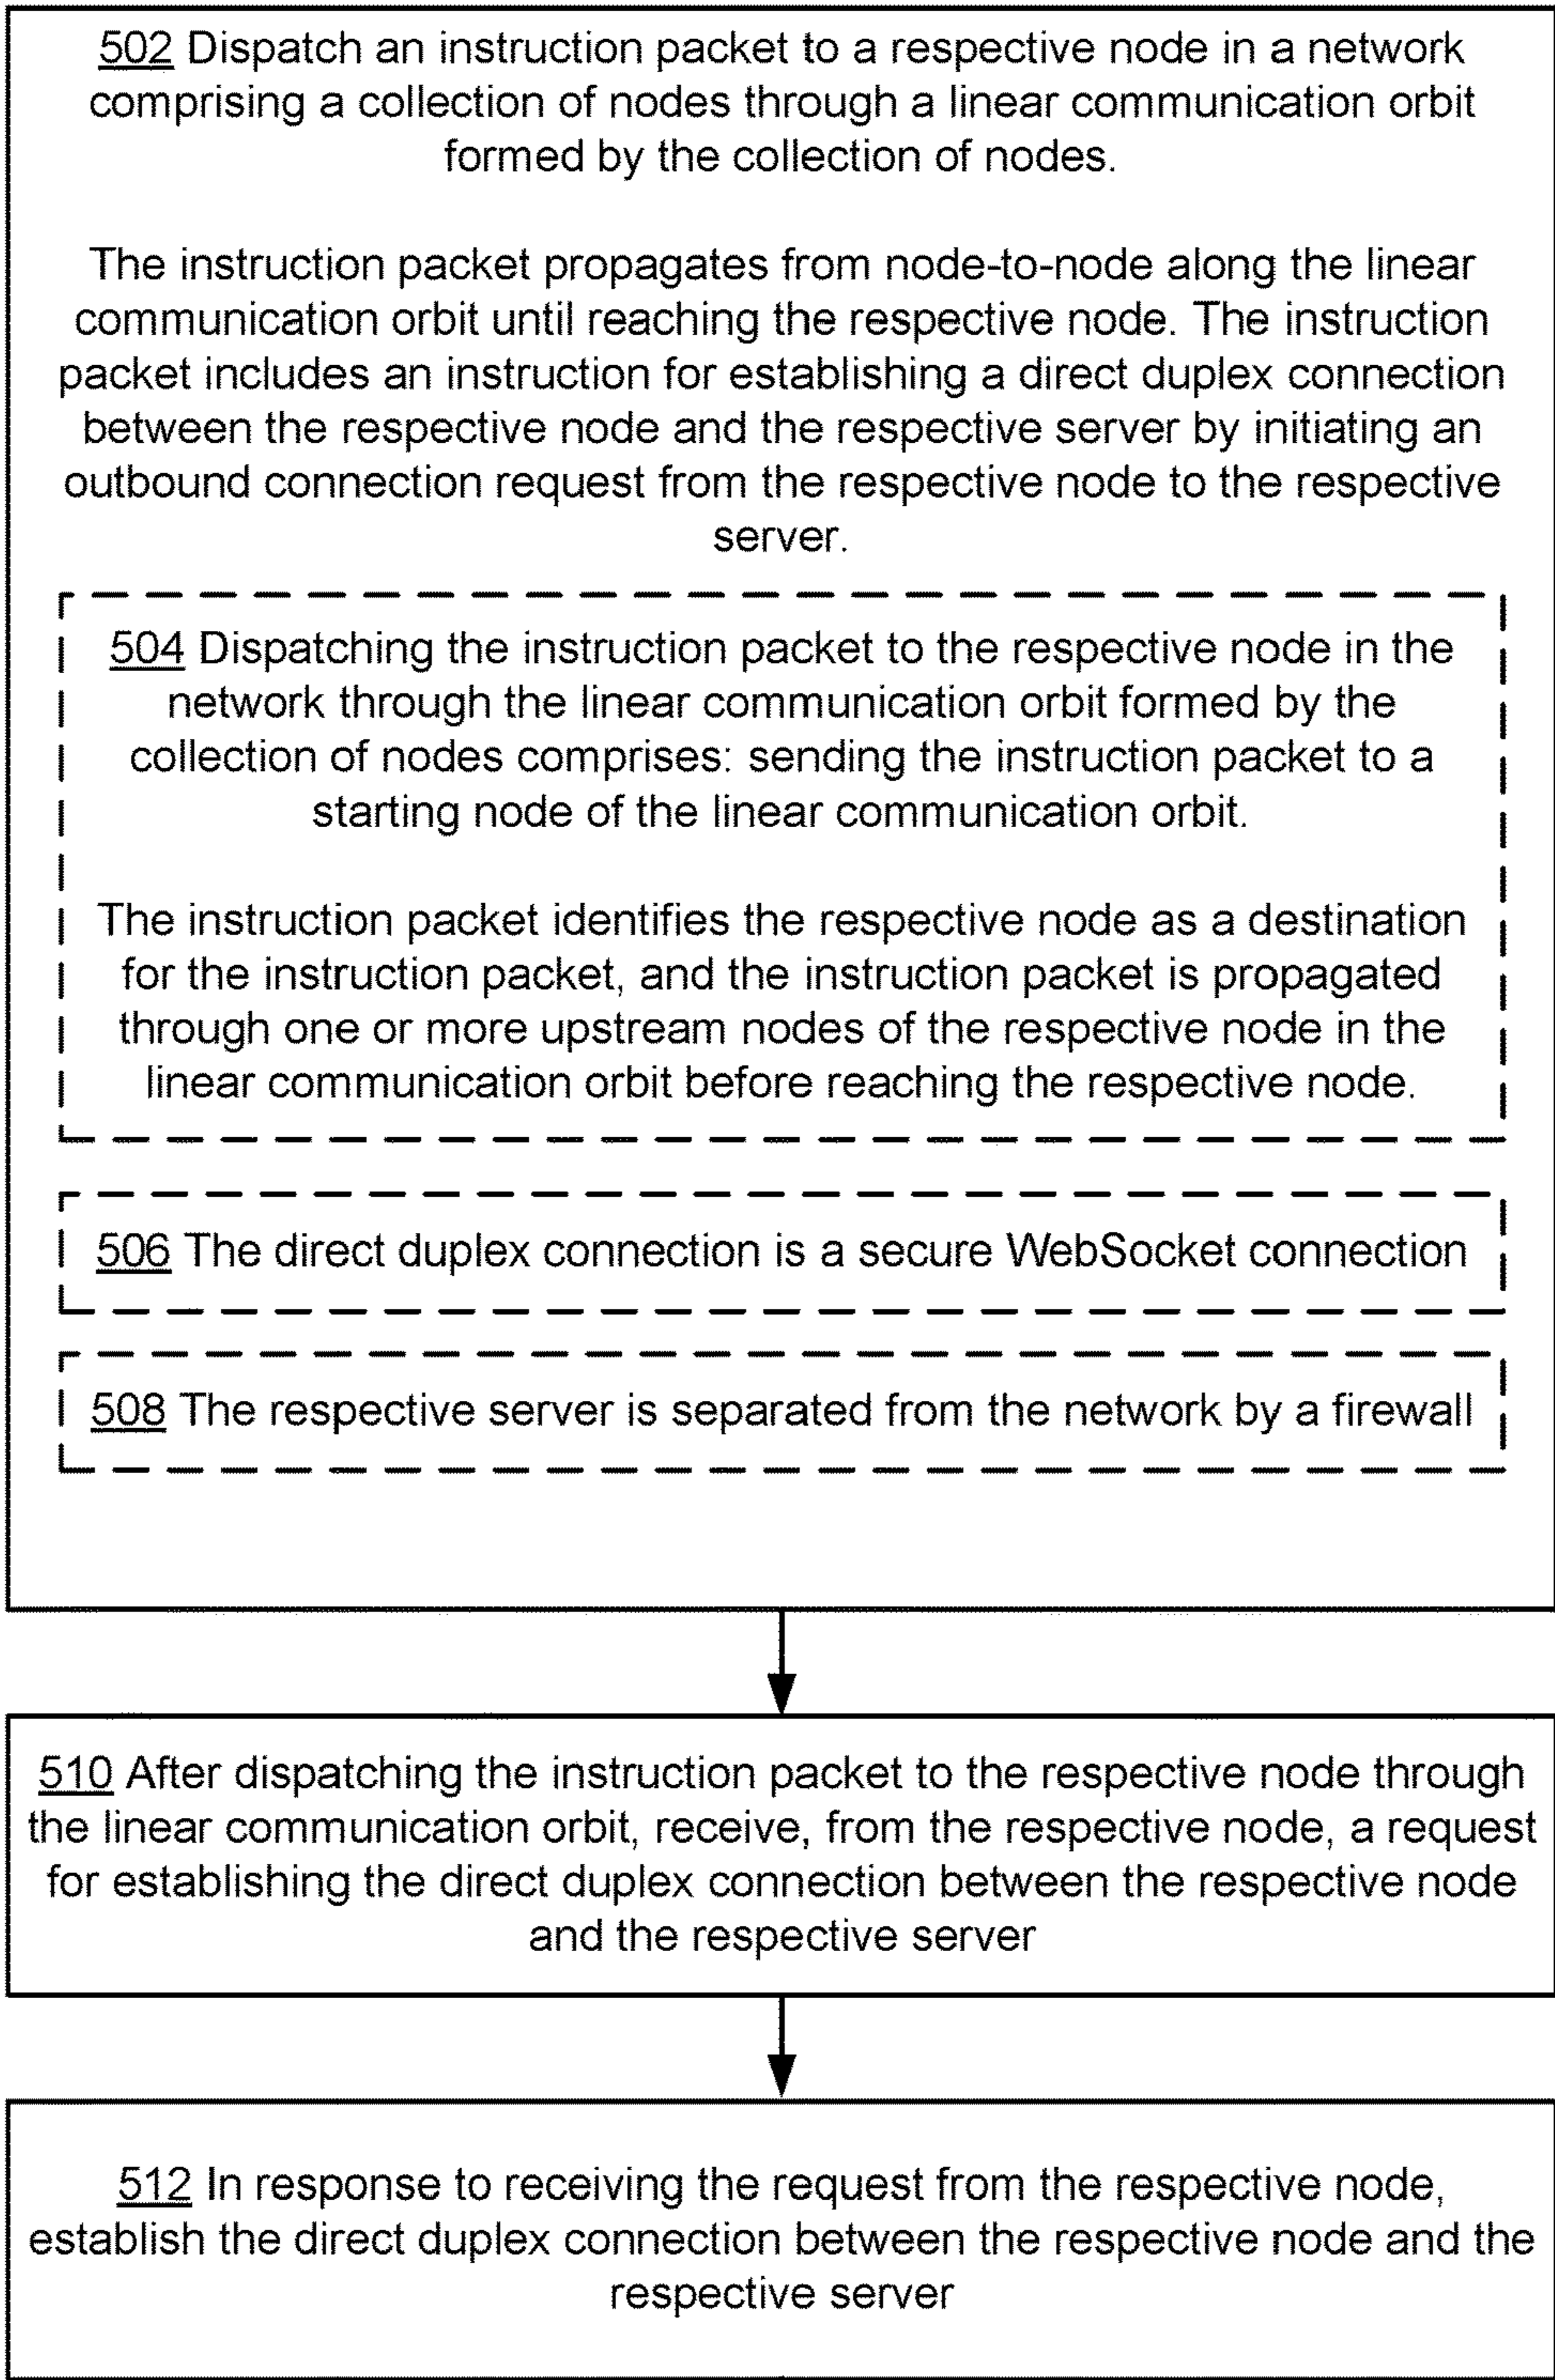 502 Dispatch an instruction packet to a respective node in a network
comprising a collection of nodes through a linear communication orbit
formed by the collection of nodes.
The instruction packet propagates from node-to-node along the linear
communication orbit until reaching the respective node. The instruction
packet includes an instruction for establishing a direct duplex connection
between the respective node and the respective server by initiating an
outbound connection request from the respective node to the respective
server.
504 Dispatching the instruction packet to the respective node in the
network through the linear communication orbit formed by the
collection of nodes comprises: sending the instruction packet to a
starting node of the linear communication orbit.
The instruction packet identifies the respective node as a destination
for the instruction packet, and the instruction packet is propagated
through one or more upstream nodes of the respective node in the
linear communication orbit before reaching the respective node.
506 The direct duplex connection is a secure WebSocket connection
508 The respective server is separated from the network by a firewall
510 After dispatching the instruction packet to the respective node through
the linear communication orbit, receive, from the respective node, a request
for establishing the direct duplex connection between the respective node
and the respective server
512 In response to receiving the request from the respective node,
establish the direct duplex connection between the respective node and the
respective server